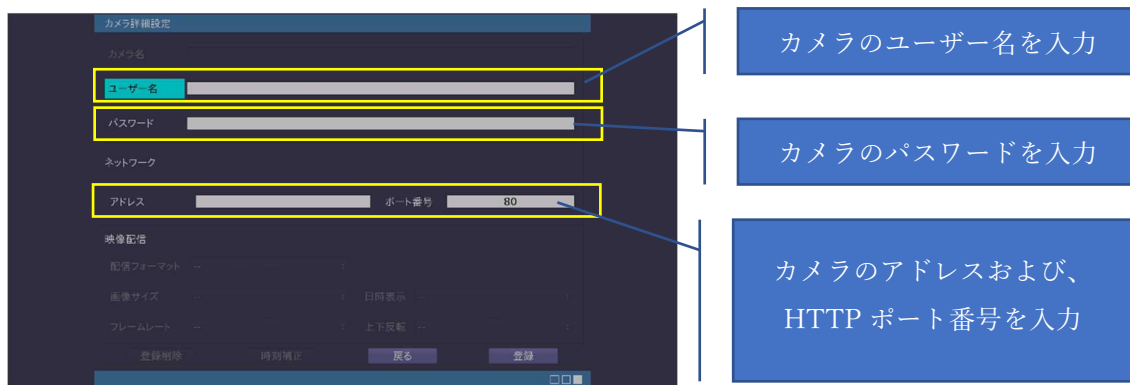 カメラ詳細設定
カメラ名
ユーザー名
パスワード
ネットワーク
アドレス ポート番号 80
映像配信
配信フォーマット --
画像サイズ -- 日時表示 --
フレームレート -- 上下反転 --
登録削除 時刻補正 戻る 登録
カメラのユーザー名を入力
カメラのパスワードを入力
カメラのアドレスおよび、
HTTP ポート番号を入力